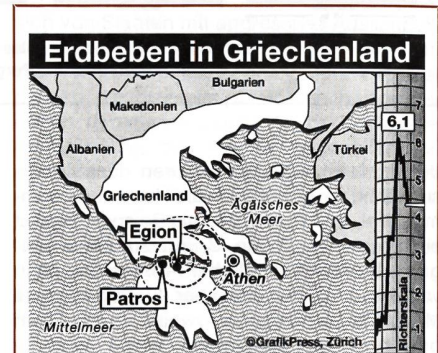 Erdbeben in Griechenland
Bulgarien
Makedonien
Albanien
Türkei
Griechenland
Ägäisches
Meer
Egion
Athen
Patros
Mittelmeer
©GrafikPress, Zürich
7
6,1
6
5
4
3
2
1
Richterskala